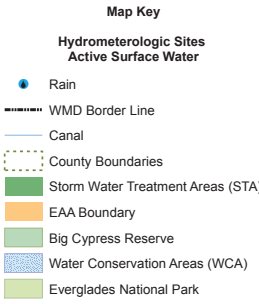 Map Key
Hydrometerologic Sites
Active Surface Water
Rain
WMD Border Line
Canal
County Boundaries
Storm Water Treatment Areas (STA)
EAA Boundary
Big Cypress Reserve
Water Conservation Areas (WCA)
Everglades National Park